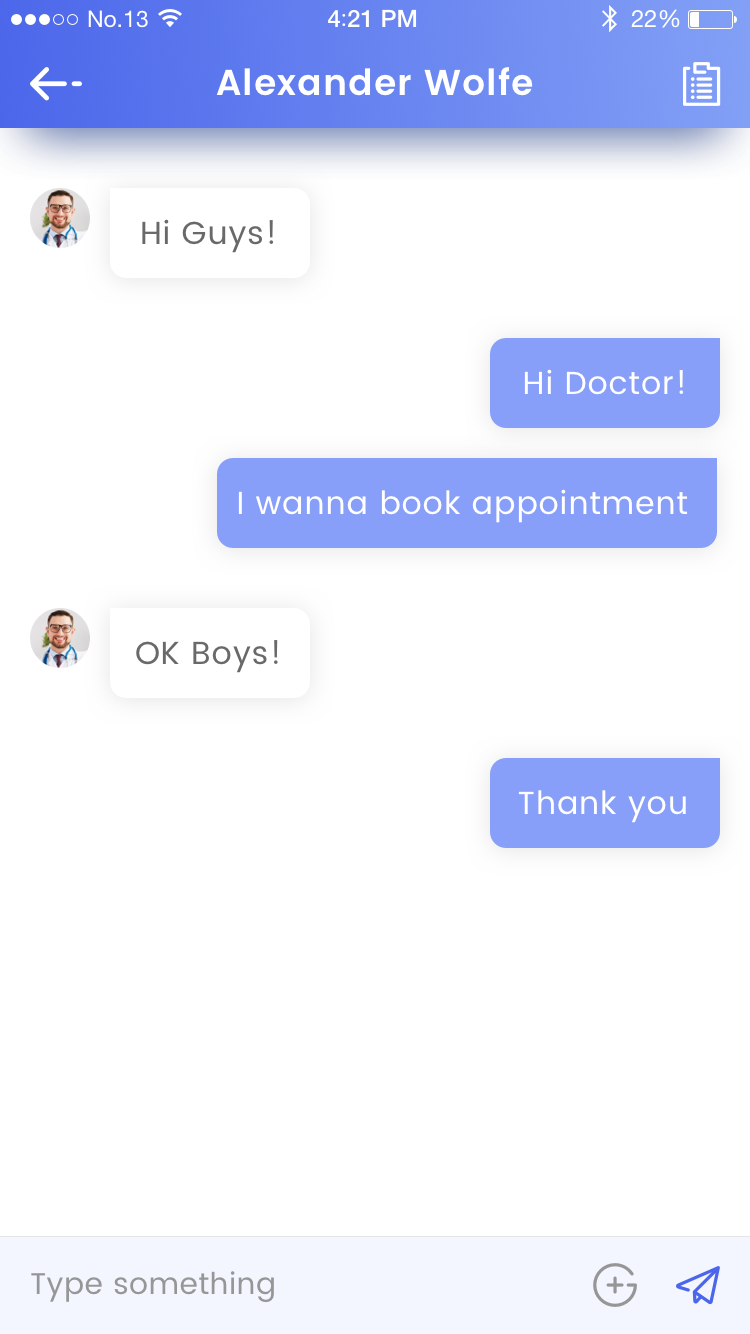 No.13 4:21 PM 22%
Alexander Wolfe
Hi Guys!
Hi Doctor!
I wanna book appointment
OK Boys!
Thank you
Type something